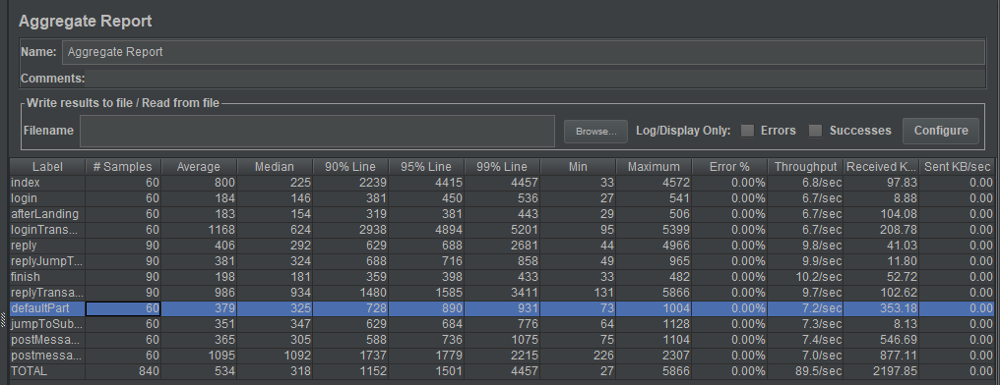 Aggregate Report
Name: Aggregate Report
Comments:
Write results to file / Read from file
Filename Browse... Log/Display Only: Errors Successes Configure
Label # Samples Average Median 90% Line 95% Line 99% Line Min Maximum Error % Throughput Received K... Sent KB/sec
index 60 800 225 2239 4415 4457 33 4572 0.00% 6.8/sec 97.83 0.00
login 60 184 146 381 450 536 27 541 0.00% 6.7/sec 8.88 0.00
afterLanding 60 183 154 319 381 443 29 506 0.00% 6.7/sec 104.08 0.00
loginTrans... 60 1168 624 2938 4894 5201 95 5399 0.00% 6.7/sec 208.78 0.00
reply 90 406 292 629 688 2681 44 4966 0.00% 9.8/sec 41.03 0.00
replyJumpT... 90 381 324 688 716 858 49 965 0.00% 9.9/sec 11.80 0.00
finish 90 198 181 359 398 433 33 482 0.00% 10.2/sec 52.72 0.00
replyTransa... 90 986 934 1480 1585 3411 131 5866 0.00% 9.7/sec 102.62 0.00
defaultPart 60 379 325 728 890 931 73 1004 0.00% 7.2/sec 353.18 0.00
jumpToSub... 60 351 347 629 684 776 64 1128 0.00% 7.3/sec 8.13 0.00
postMessa... 60 365 305 588 736 1075 75 1104 0.00% 7.4/sec 546.69 0.00
postmessa... 60 1095 1092 1737 1779 2215 226 2307 0.00% 7.0/sec 877.11 0.00
TOTAL 840 534 318 1152 1501 4457 27 5866 0.00% 89.5/sec 2197.85 0.00